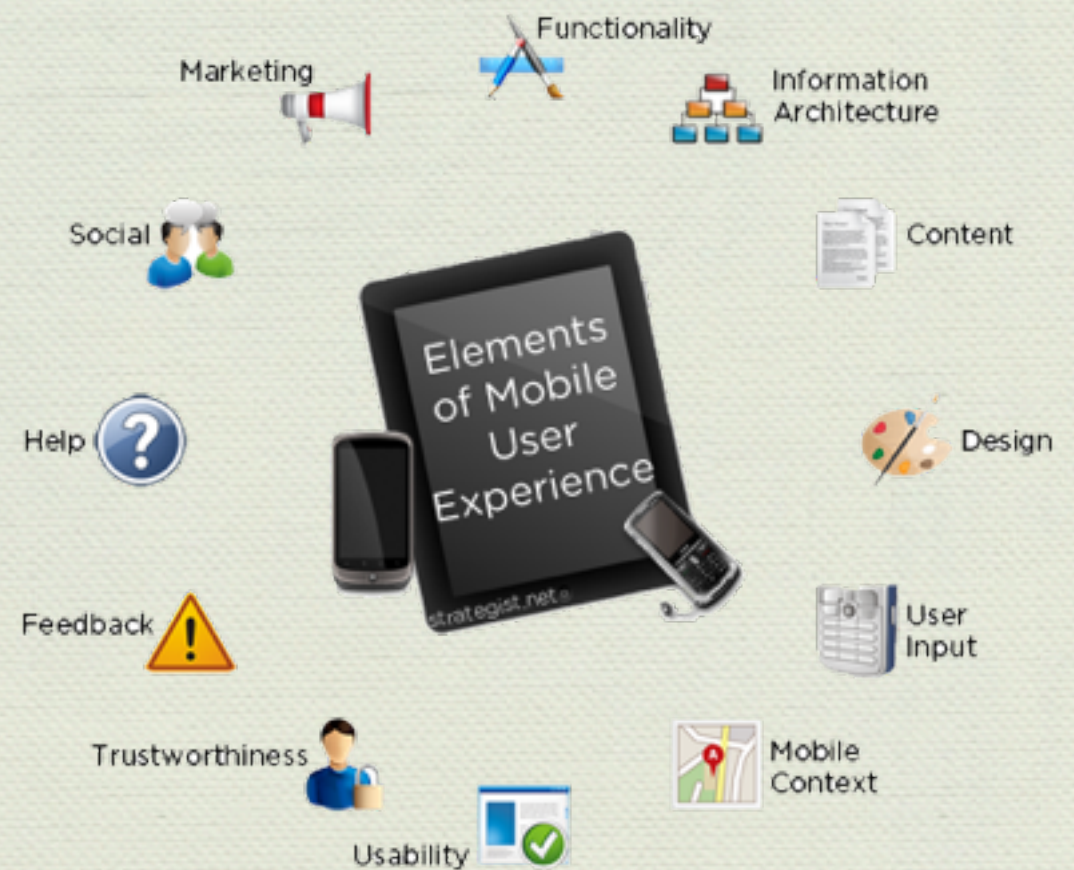 Functionality
Marketing
Information
Architecture
Social
Content
Elements
of Mobile
User
Experience
Help
Design
strategist.net
Feedback
User
Input
Trustworthiness
Mobile
Context
Usability
A